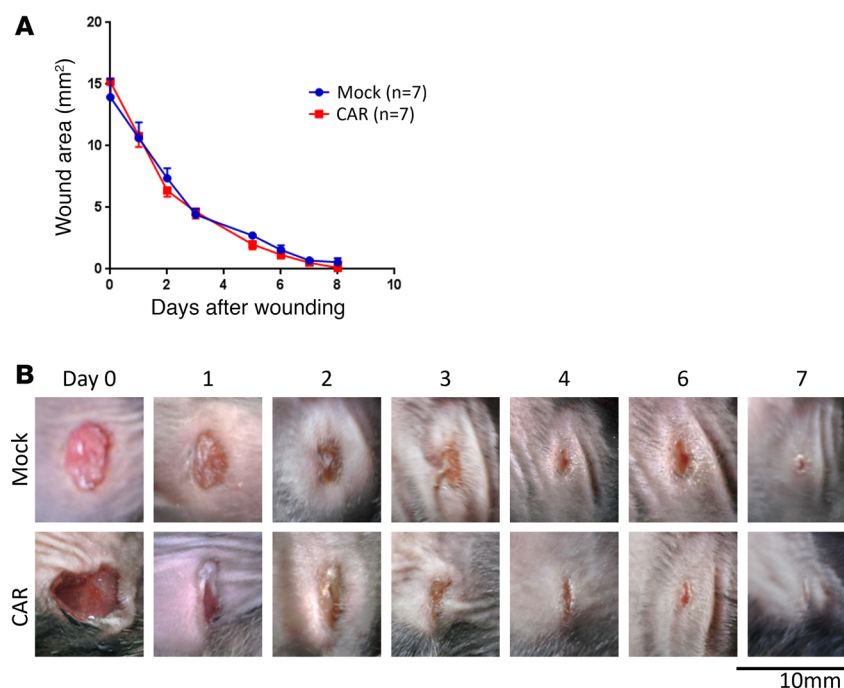 A
20
15
10
5
0
Wound area (mm²)
Mock (n=7)
CAR (n=7)
0 2 4 6 8 10
Days after wounding
B
Day 0 1 2 3 4 6 7
Mock
CAR
10mm